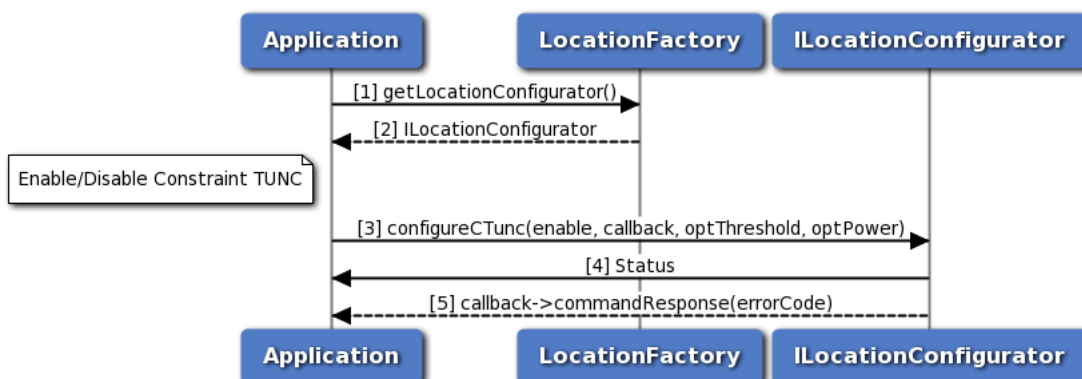 Application LocationFactory ILocationConfigurator
[1] getLocationConfigurator()
[2] ILocationConfigurator
Enable/Disable Constraint TUNC
[3] configureCTunc(enable, callback, optThreshold, optPower)
[4] Status
[5] callback->commandResponse(errorCode)
Application LocationFactory ILocationConfigurator